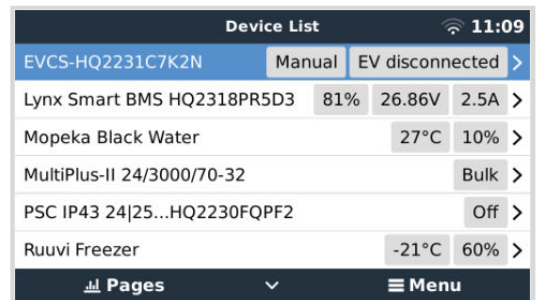 Device List 11:09
EVCS-HQ2231C7K2N Manual EV disconnected
Lynx Smart BMS HQ2318PR5D3 81% 26.86V 2.5A
Mopeka Black Water 27°C 10%
MultiPlus-II 24/3000/70-32 Bulk
PSC IP43 24|25...HQ2230FQPF2 Off
Ruuvi Freezer -21°C 60%
Pages Menu